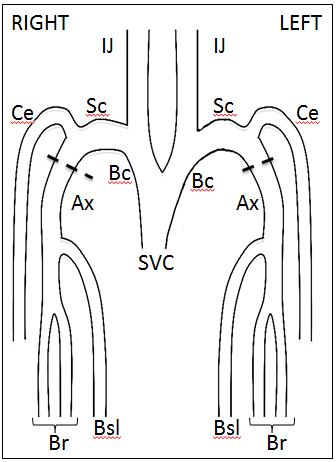 RIGHT LEFT
IJ IJ
Ce Sc Sc Ce
Bc Bc
Ax Ax
SVC
Bsl Bsl
Br Br